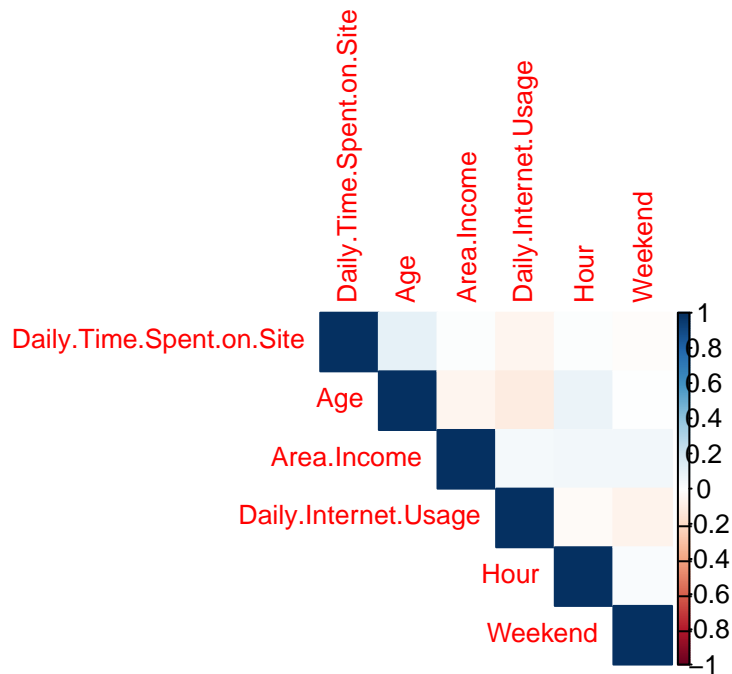 Daily.Time.Spent.on.Site
Age
Area.Income
Daily.Internet.Usage
Hour
Weekend
Daily.Time.Spent.on.Site
Age
Area.Income
Daily.Internet.Usage
Hour
Weekend
1
0.8
0.6
0.4
0.2
0
-0.2
-0.4
-0.6
-0.8
−1